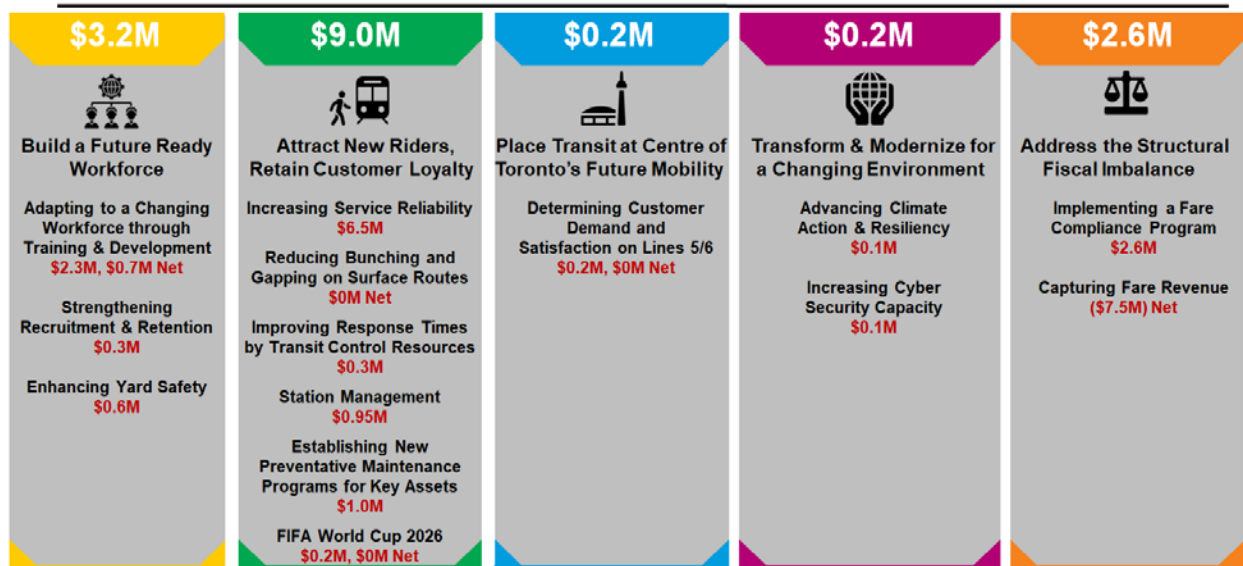 $3.2M
Build a Future Ready
Workforce
Adapting to a Changing
Workforce through
Training & Development
$2.3M, $0.7M Net
Strengthening
Recruitment & Retention
$0.3M
Enhancing Yard Safety
$0.6M
$9.0M
Attract New Riders,
Retain Customer Loyalty
Increasing Service Reliability
$6.5M
Reducing Bunching and
Gapping on Surface Routes
$0M Net
Improving Response Times
by Transit Control Resources
$0.3M
Station Management
$0.95M
Establishing New
Preventative Maintenance
Programs for Key Assets
$1.0M
FIFA World Cup 2026
$0.2M, $0M Net
$0.2M
Place Transit at Centre of
Toronto's Future Mobility
Determining Customer
Demand and
Satisfaction on Lines 5/6
$0.2M, $0M Net
$0.2M
Transform & Modernize for
a Changing Environment
Advancing Climate
Action & Resiliency
$0.1M
Increasing Cyber
Security Capacity
$0.1M
$2.6M
Address the Structural
Fiscal Imbalance
Implementing a Fare
Compliance Program
$2.6M
Capturing Fare Revenue
($7.5M) Net